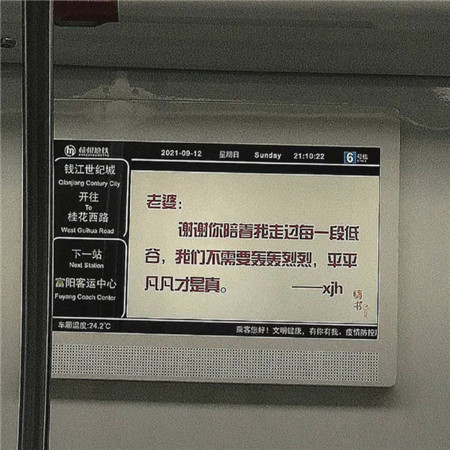 杭州地铁
2021-09-12 星期日 Sunday 21:10:22 6号线
钱江世纪城
Qianjiang Century City
开往
To
桂花西路
West Guihua Road
下一站
Next Station
富阳客运中心
Fuyang Coach Center
老婆:
谢谢你陪着我走过每一段低
谷,我们不需要轰轰烈烈,平平
凡凡才是真。
——xjh
情书
车厢温度:24.2℃
乘客您好!文明健康,有你有我,疫情防控